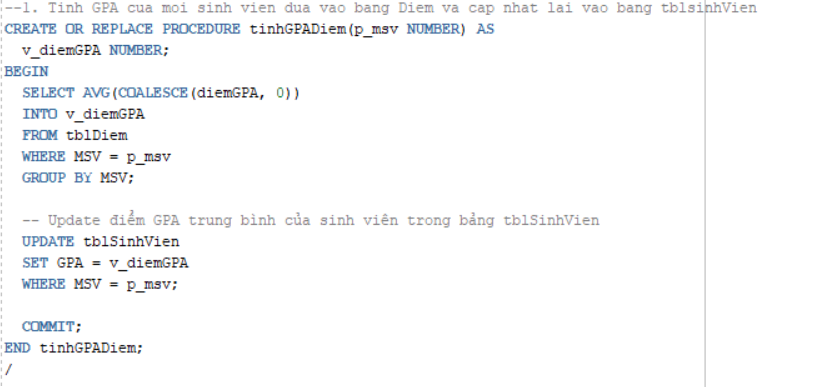 --1. Tinh GPA cua moi sinh vien dua vao bang Diem va cap nhat lai vao bang tblsinhVien
CREATE OR REPLACE PROCEDURE tinhGPADiem(p_msv NUMBER) AS
v_diemGPA NUMBER;
BEGIN
SELECT AVG(COALESCE(diemGPA, 0))
INTO v_diemGPA
FROM tblDiem
WHERE MSV = p_msv
GROUP BY MSV;
-- Update điểm GPA trung bình của sinh viên trong bảng tblSinhVien
UPDATE tblSinhVien
SET GPA = v_diemGPA
WHERE MSV = p_msv;
COMMIT;
END tinhGPADiem;
/